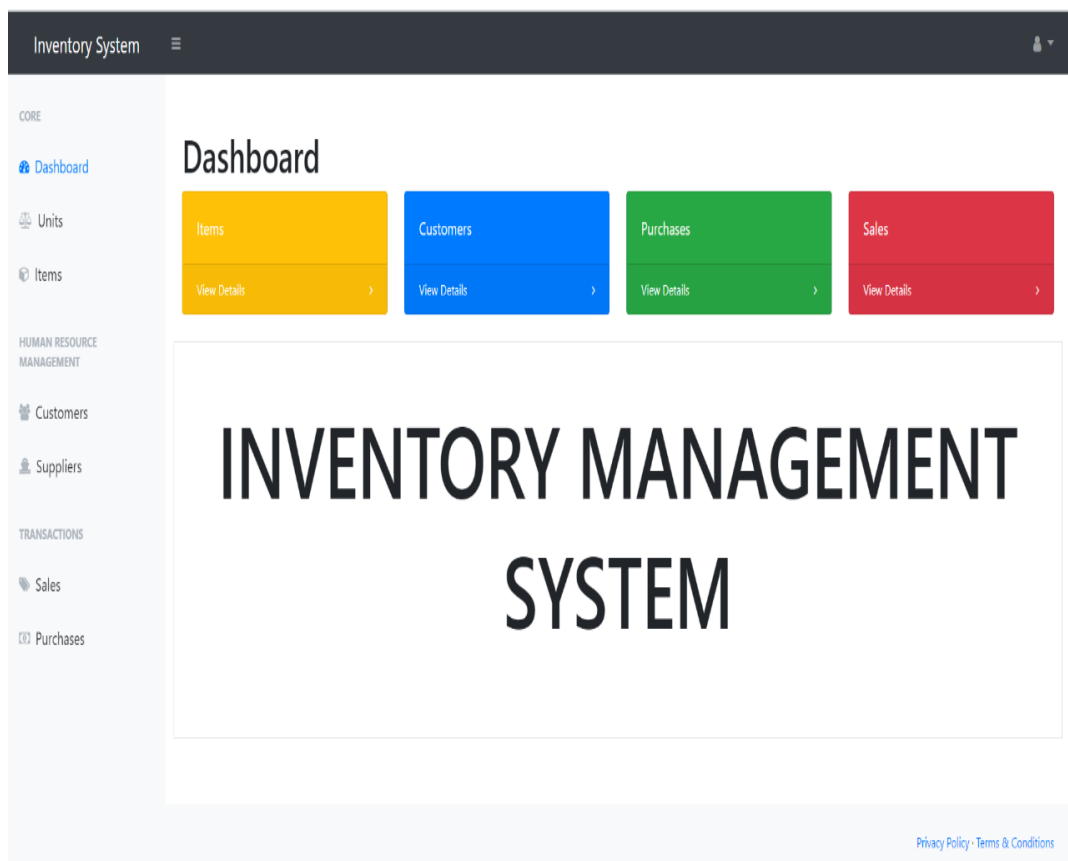 Inventory System
CORE
Dashboard
Units
Items
HUMAN RESOURCE
MANAGEMENT
Customers
Suppliers
TRANSACTIONS
Sales
Purchases
Dashboard
Items
View Details
Customers
View Details
Purchases
View Details
Sales
View Details
INVENTORY MANAGEMENT
SYSTEM
Privacy Policy · Terms & Conditions